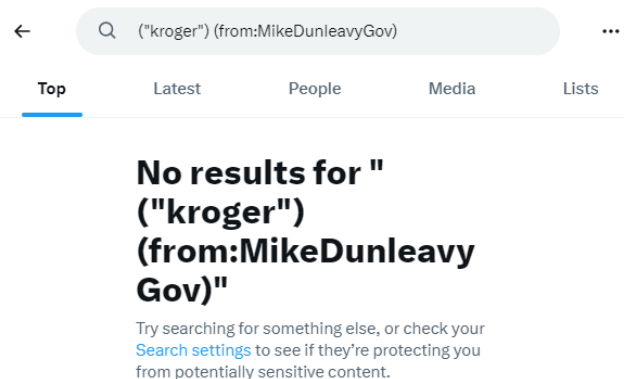 ("kroger") (from:MikeDunleavyGov)
Top Latest People Media Lists
No results for "
("kroger")
(from:MikeDunleavy
Gov)"
Try searching for something else, or check your
Search settings to see if they’re protecting you
from potentially sensitive content.